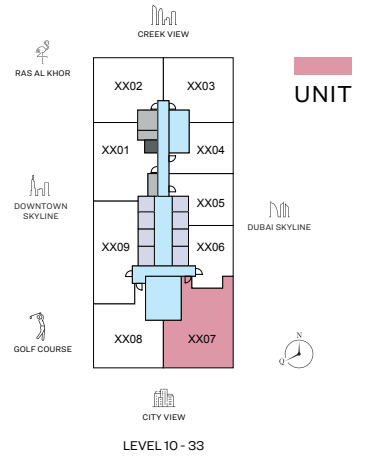 CREEK VIEW
RAS AL KHOR
UNIT
XX02
XX03
XX01
XX04
DOWNTOWN
SKYLINE
XX05
DUBAI SKYLINE
XX09
XX06
GOLF COURSE
XX08
XX07
N
Q
CITY VIEW
LEVEL 10 - 33